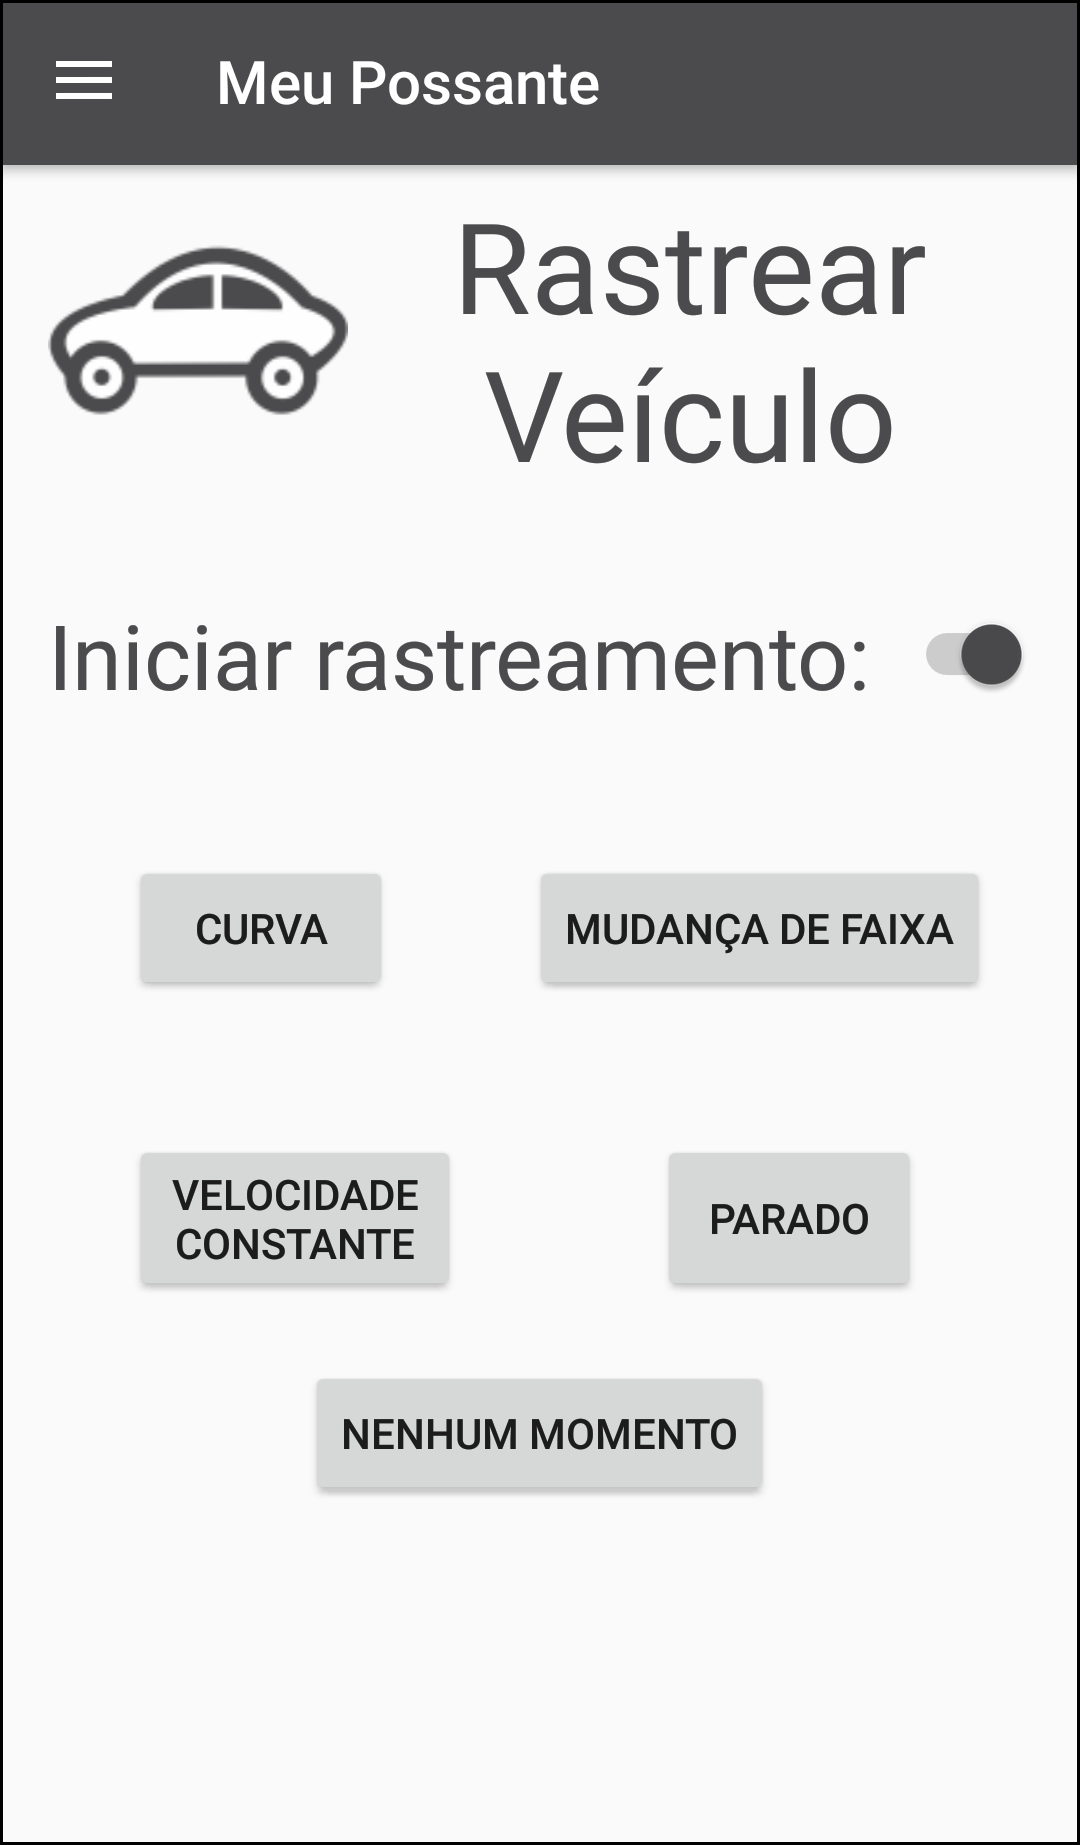 Meu Possante
Rastrear
Veículo
Iniciar rastreamento:
CURVA
MUDANÇA DE FAIXA
VELOCIDADE
CONSTANTE
PARADO
NENHUM MOMENTO